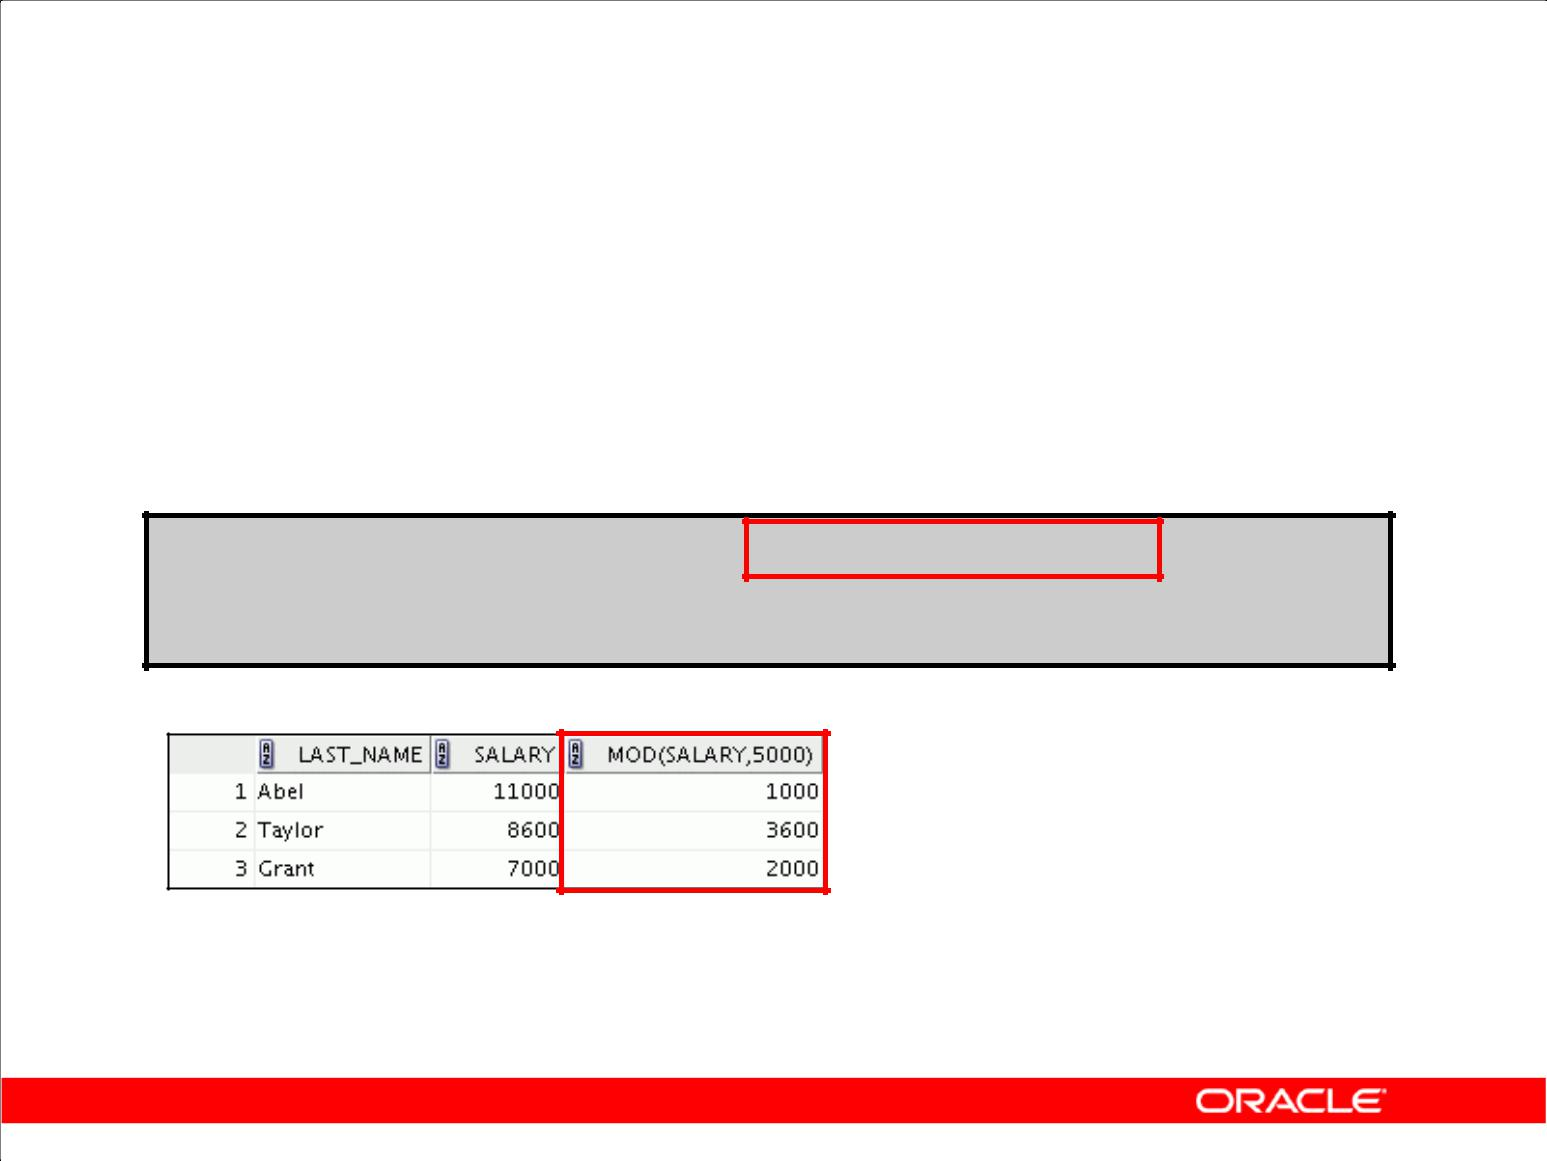 LAST_NAME SALARY MOD(SALARY,5000)
1 Abel 11000 1000
2 Taylor 8600 3600
3 Grant 7000 2000
ORACLE